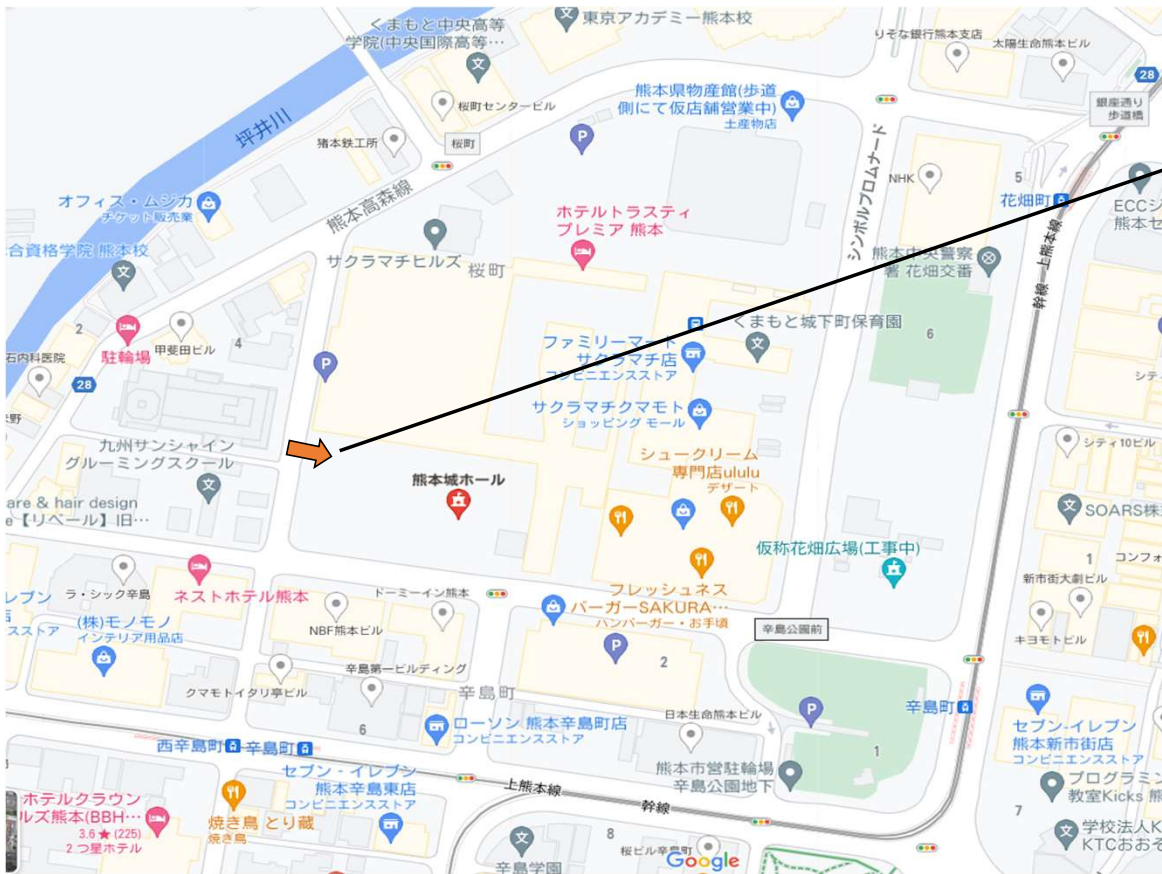 くまもと中央高等
学院(中央国際高等…
東京アカデミー熊本校
りそな銀行熊本支店
太陽生命熊本ビル
28
銀座通り
歩道橋
熊本県物産館(歩道
側にて仮店舗営業中)
土産物店
桜町センタービル
坪井川
猪本鉄工所
桜町
P
シンボルプロムナード
NHK
5
花畑町
ECCジ
熊本セ
オフィス・ムジカ
チケット販売業
熊本高森線
ホテルトラスティ
プレミア 熊本
合資格学院 熊本校
サクラマチヒルズ
桜町
熊本中央警察
署 花畑交番
幹線
上熊本線
2
甲斐田ビル
4
駐輪場
石内科医院
28
P
ファミリーマート
サクラマチ店
コンビニエンスストア
くまもと城下町保育園
6
シティ
サクラマチクマモト
ショッピング モール
九州サンシャイン
グルーミングスクール
シュークリーム
専門店ululu
デザート
シティ10ビル
熊本城ホール
are & hair design
e【リベール】旧…
SOARS株
仮称花畑広場(工事中)
1
コンフォ
新市街大劇ビル
ラ・シック辛島
ネストホテル熊本
ドーミーイン熊本
フレッシュネス
バーガーSAKURA…
ハンバーガー・お手頃
レブン
店
スストア
(株)モノモノ
インテリア用品店
NBF熊本ビル
辛島公園前
キヨモトビル
P
2
辛島第一ビルディング
クマモトイタリ亭ビル
辛島町
日本生命熊本ビル
P
辛島町
セブン-イレブン
熊本新市街店
コンビニエンスストア
6
ローソン 熊本辛島町店
コンビニエンスストア
西辛島町
辛島町
1
セブン - イレブン
熊本辛島東店
コンビニエンスストア
上熊本線
熊本市営駐輪場
辛島公園地下
プログラミン
教室Kicks 熊
幹線
ホテルクラウン
ルズ熊本(BBH…
3.6 ★ (225)
2 つ星ホテル
焼き鳥 とり蔵
焼き鳥
7
学校法人K
KTCおおぞ
8
桜ビル辛島町
辛島学園
Google